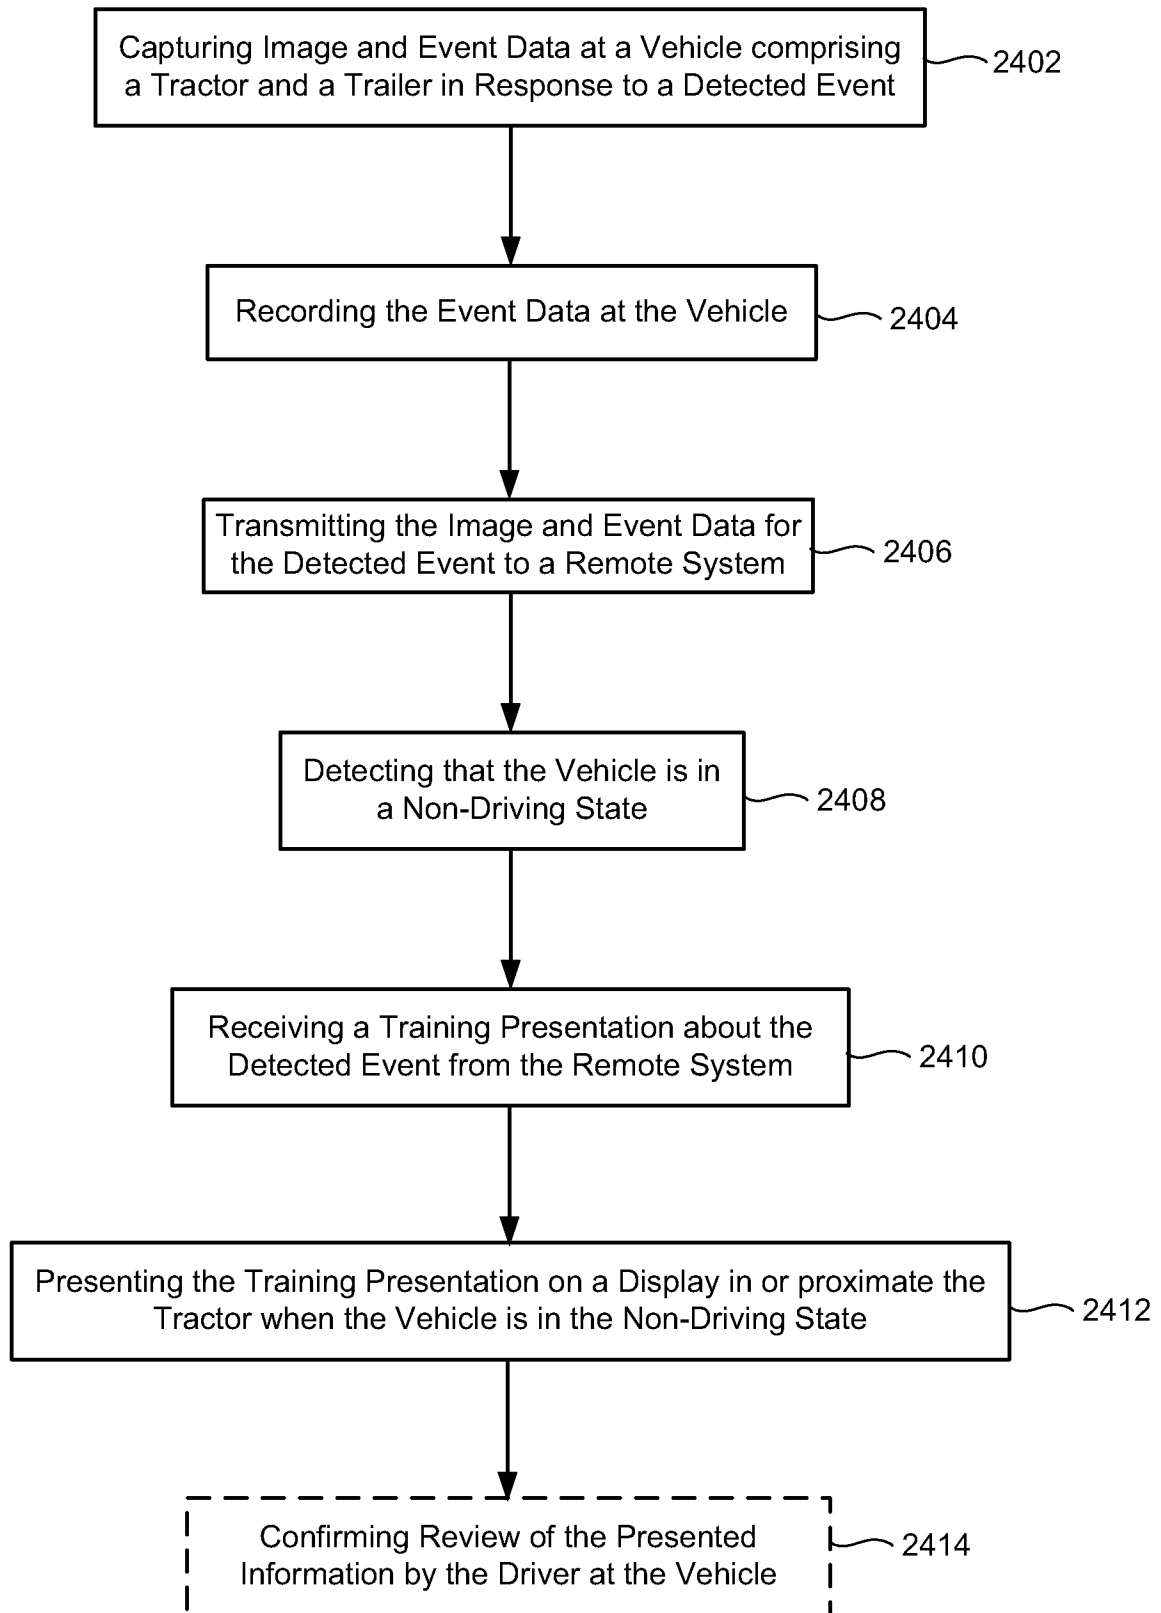 Capturing Image and Event Data at a Vehicle comprising
a Tractor and a Trailer in Response to a Detected Event
2402
Recording the Event Data at the Vehicle
2404
Transmitting the Image and Event Data for
the Detected Event to a Remote System
2406
Detecting that the Vehicle is in
a Non-Driving State
2408
Receiving a Training Presentation about the
Detected Event from the Remote System
2410
Presenting the Training Presentation on a Display in or proximate the
Tractor when the Vehicle is in the Non-Driving State
2412
Confirming Review of the Presented
Information by the Driver at the Vehicle
2414